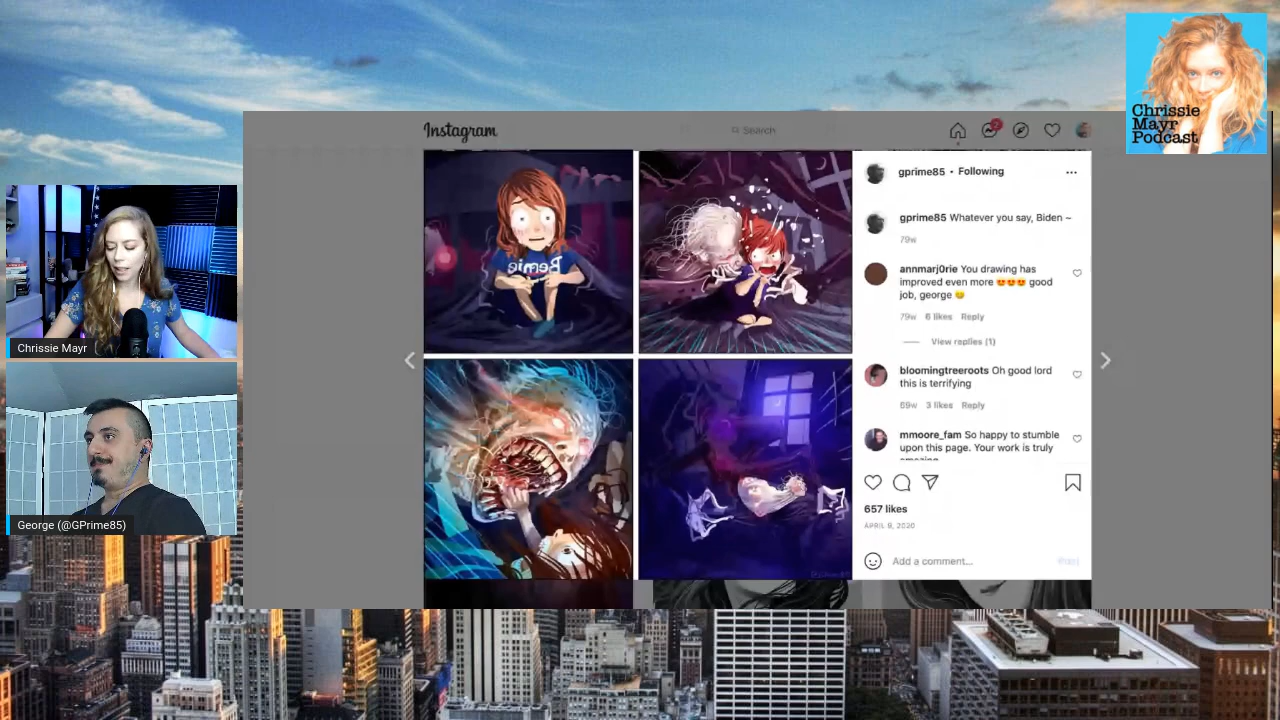 Chrissie
Mayr
Podcast
Instagram
Search
2
gprime85 • Following
gprime85 Whatever you say, Biden ~
79w
annmarj0rie You drawing has
improved even more 😍😍😍 good
job, george 😊
79w 6 likes Reply
View replies (1)
bloomingtreeroots Oh good lord
this is terrifying
69w 3 likes Reply
mmoore_fam So happy to stumble
upon this page. Your work is truly
amazing
657 likes
APRIL 9, 2020
Add a comment...
Post
Bernie
Chrissie Mayr
George (@GPrime85)